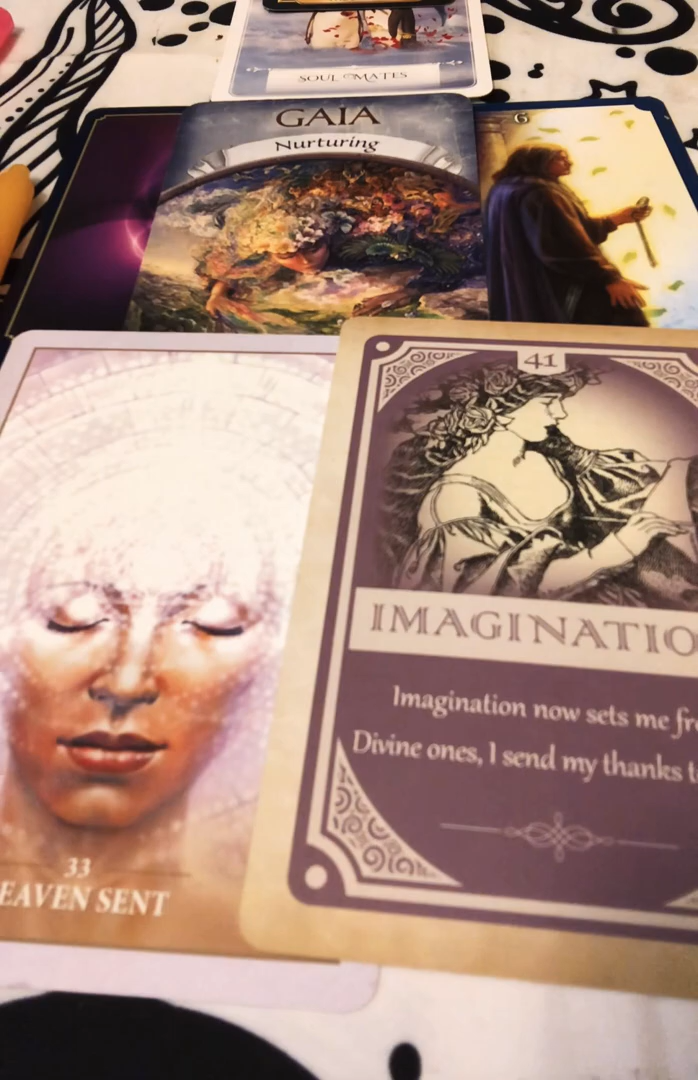 SOUL MATES
GAIA
Nurturing
6
41
IMAGINATIO
Imagination now sets me fr
Divine ones, I send my thanks t
33
EAVEN SENT